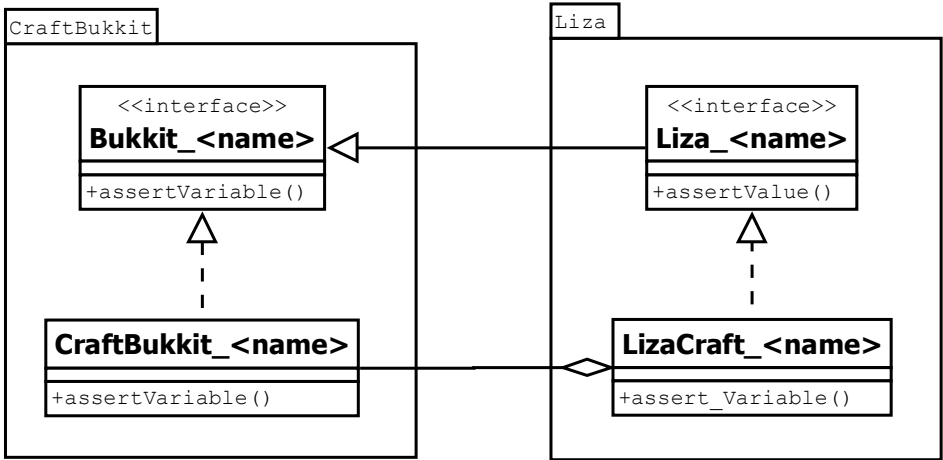 CraftBukkit
<<interface>>
Bukkit_<name>
+assertVariable()
CraftBukkit_<name>
+assertVariable()
Liza
<<interface>>
Liza_<name>
+assertValue()
LizaCraft_<name>
+assert_Variable()